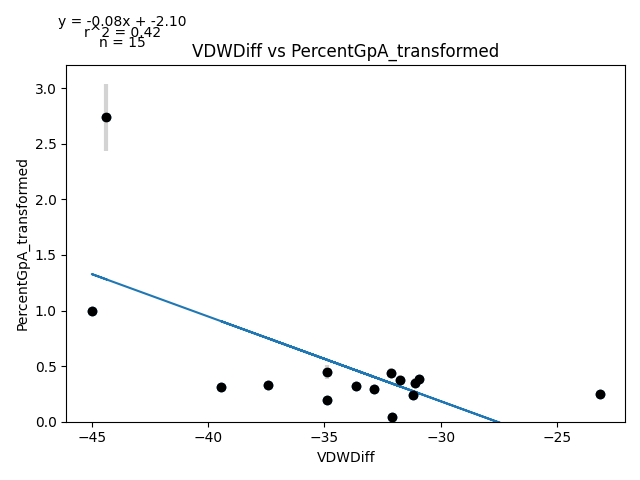 y = -0.08x + -2.10
r^2 = 0.42
n = 15
VDWDiff vs PercentGpA_transformed
3.0
2.5
2.0
1.5
1.0
0.5
0.0
PercentGpA_transformed
−45 −40 −35 −30 −25
VDWDiff